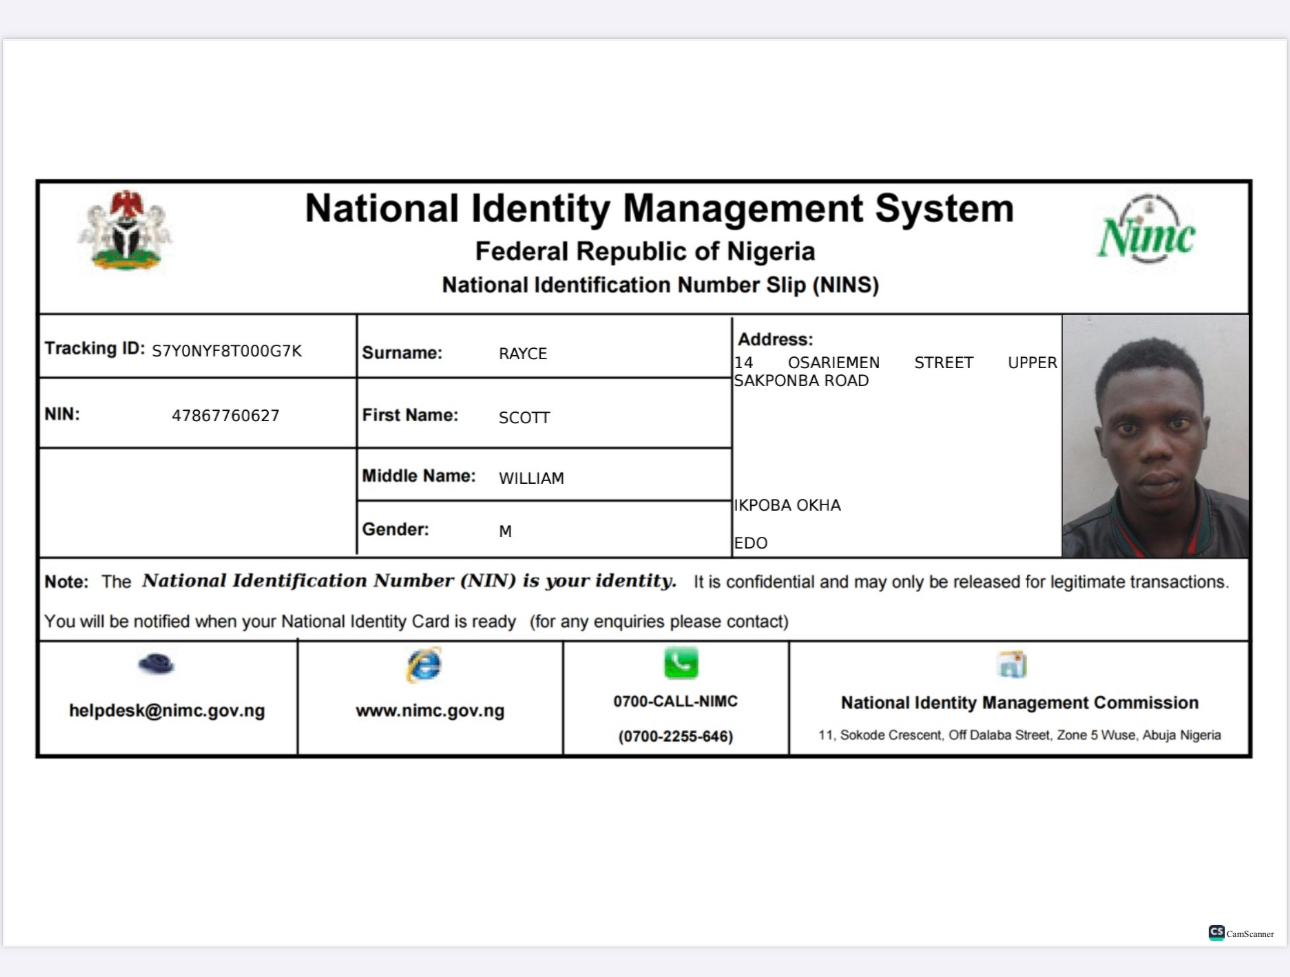 National Identity Management System
Federal Republic of Nigeria
National Identification Number Slip (NINS)
Nimc
Tracking ID: S7Y0NYF8T000G7K
Surname: RAYCE
Address:
14 OSARIEMEN STREET UPPER
SAKPONBA ROAD
NIN: 47867760627
First Name: SCOTT
Middle Name: WILLIAM
IKPOBA OKHA
Gender: M
EDO
Note: The National Identification Number (NIN) is your identity. It is confidential and may only be released for legitimate transactions.
You will be notified when your National Identity Card is ready (for any enquiries please contact)
helpdesk@nimc.gov.ng
www.nimc.gov.ng
0700-CALL-NIMC
(0700-2255-646)
National Identity Management Commission
11, Sokode Crescent, Off Dalaba Street, Zone 5 Wuse, Abuja Nigeria
CS CamScanner